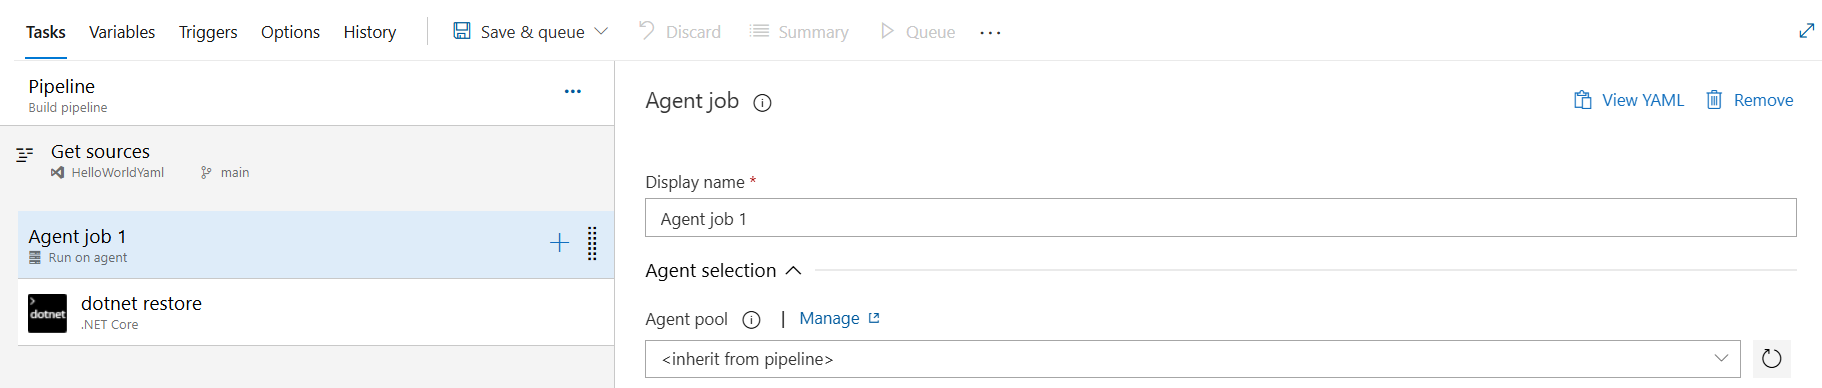 Tasks Variables Triggers Options History Save & queue Discard Summary Queue ...
Pipeline
Build pipeline
Get sources
HelloWorldYaml main
Agent job 1
Run on agent
dotnet
dotnet restore
.NET Core
Agent job View YAML Remove
Display name *
Agent job 1
Agent selection
Agent pool | Manage
<inherit from pipeline>